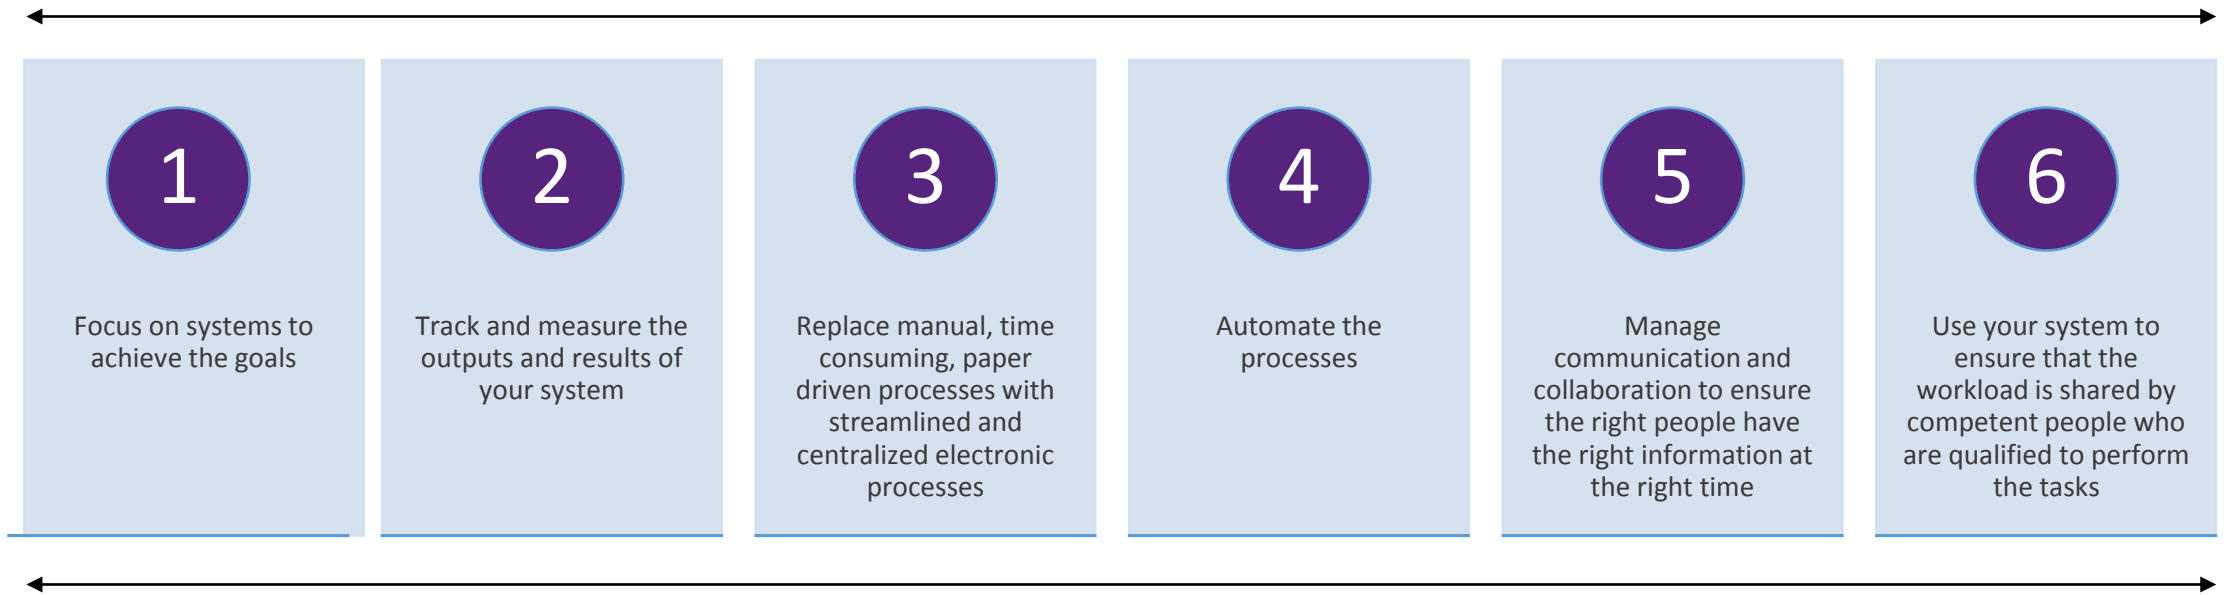 1
Focus on systems to
achieve the goals
2
Track and measure the
outputs and results of
your system
3
Replace manual, time
consuming, paper
driven processes with
streamlined and
centralized electronic
processes
4
Automate the
processes
5
Manage
communication and
collaboration to ensure
the right people have
the right information at
the right time
6
Use your system to
ensure that the
workload is shared by
competent people who
are qualified to perform
the tasks